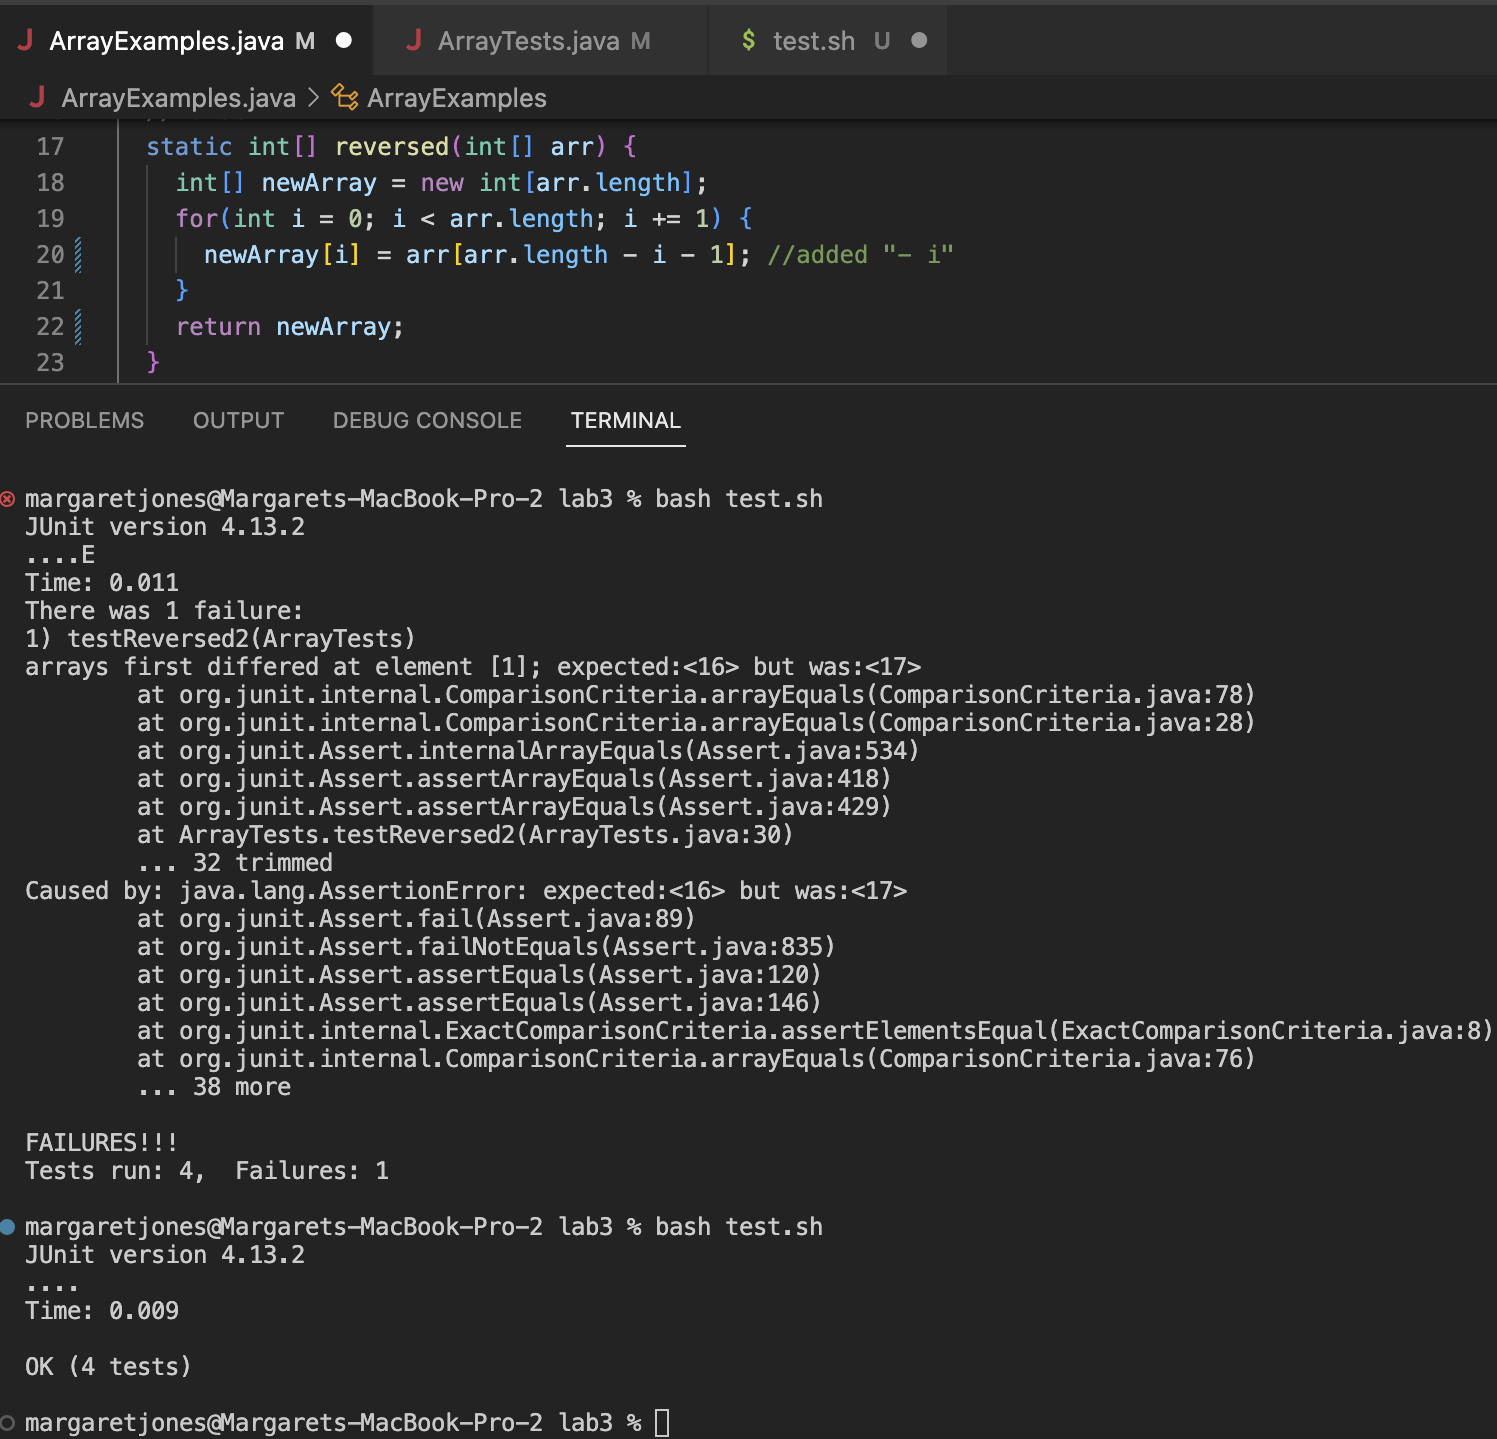 ArrayExamples.java M ArrayTests.java M $ test.sh U
ArrayExamples.java > ArrayExamples
17 static int[] reversed(int[] arr) {
18 int[] newArray = new int[arr.length];
19 for(int i = 0; i < arr.length; i += 1) {
20 newArray[i] = arr[arr.length - i - 1]; //added "- i"
21 }
22 return newArray;
23 }
PROBLEMS OUTPUT DEBUG CONSOLE TERMINAL
margaretjones@Margarets-MacBook-Pro-2 lab3 % bash test.sh
JUnit version 4.13.2
....E
Time: 0.011
There was 1 failure:
1) testReversed2(ArrayTests)
arrays first differed at element [1]; expected:<16> but was:<17>
at org.junit.internal.ComparisonCriteria.arrayEquals(ComparisonCriteria.java:78)
at org.junit.internal.ComparisonCriteria.arrayEquals(ComparisonCriteria.java:28)
at org.junit.Assert.internalArrayEquals(Assert.java:534)
at org.junit.Assert.assertArrayEquals(Assert.java:418)
at org.junit.Assert.assertArrayEquals(Assert.java:429)
at ArrayTests.testReversed2(ArrayTests.java:30)
... 32 trimmed
Caused by: java.lang.AssertionError: expected:<16> but was:<17>
at org.junit.Assert.fail(Assert.java:89)
at org.junit.Assert.failNotEquals(Assert.java:835)
at org.junit.Assert.assertEquals(Assert.java:120)
at org.junit.Assert.assertEquals(Assert.java:146)
at org.junit.internal.ExactComparisonCriteria.assertElementsEqual(ExactComparisonCriteria.java:8)
at org.junit.internal.ComparisonCriteria.arrayEquals(ComparisonCriteria.java:76)
... 38 more
FAILURES!!!
Tests run: 4,  Failures: 1
margaretjones@Margarets-MacBook-Pro-2 lab3 % bash test.sh
JUnit version 4.13.2
....
Time: 0.009
OK (4 tests)
margaretjones@Margarets-MacBook-Pro-2 lab3 %